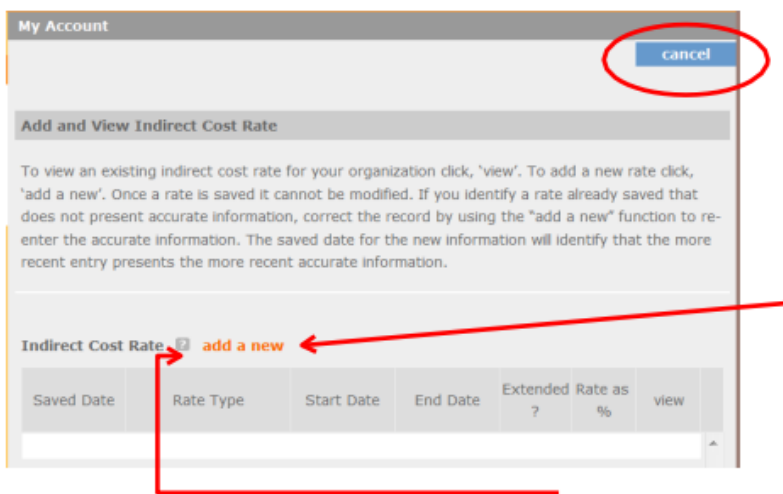 My Account
cancel
Add and View Indirect Cost Rate
To view an existing indirect cost rate for your organization click, 'view'. To add a new rate click,
'add a new'. Once a rate is saved it cannot be modified. If you identify a rate already saved that
does not present accurate information, correct the record by using the "add a new" function to re-
enter the accurate information. The saved date for the new information will identify that the more
recent entry presents the more recent accurate information.
Indirect Cost Rate ? add a new
Saved Date Rate Type Start Date End Date Extended ? Rate as % view